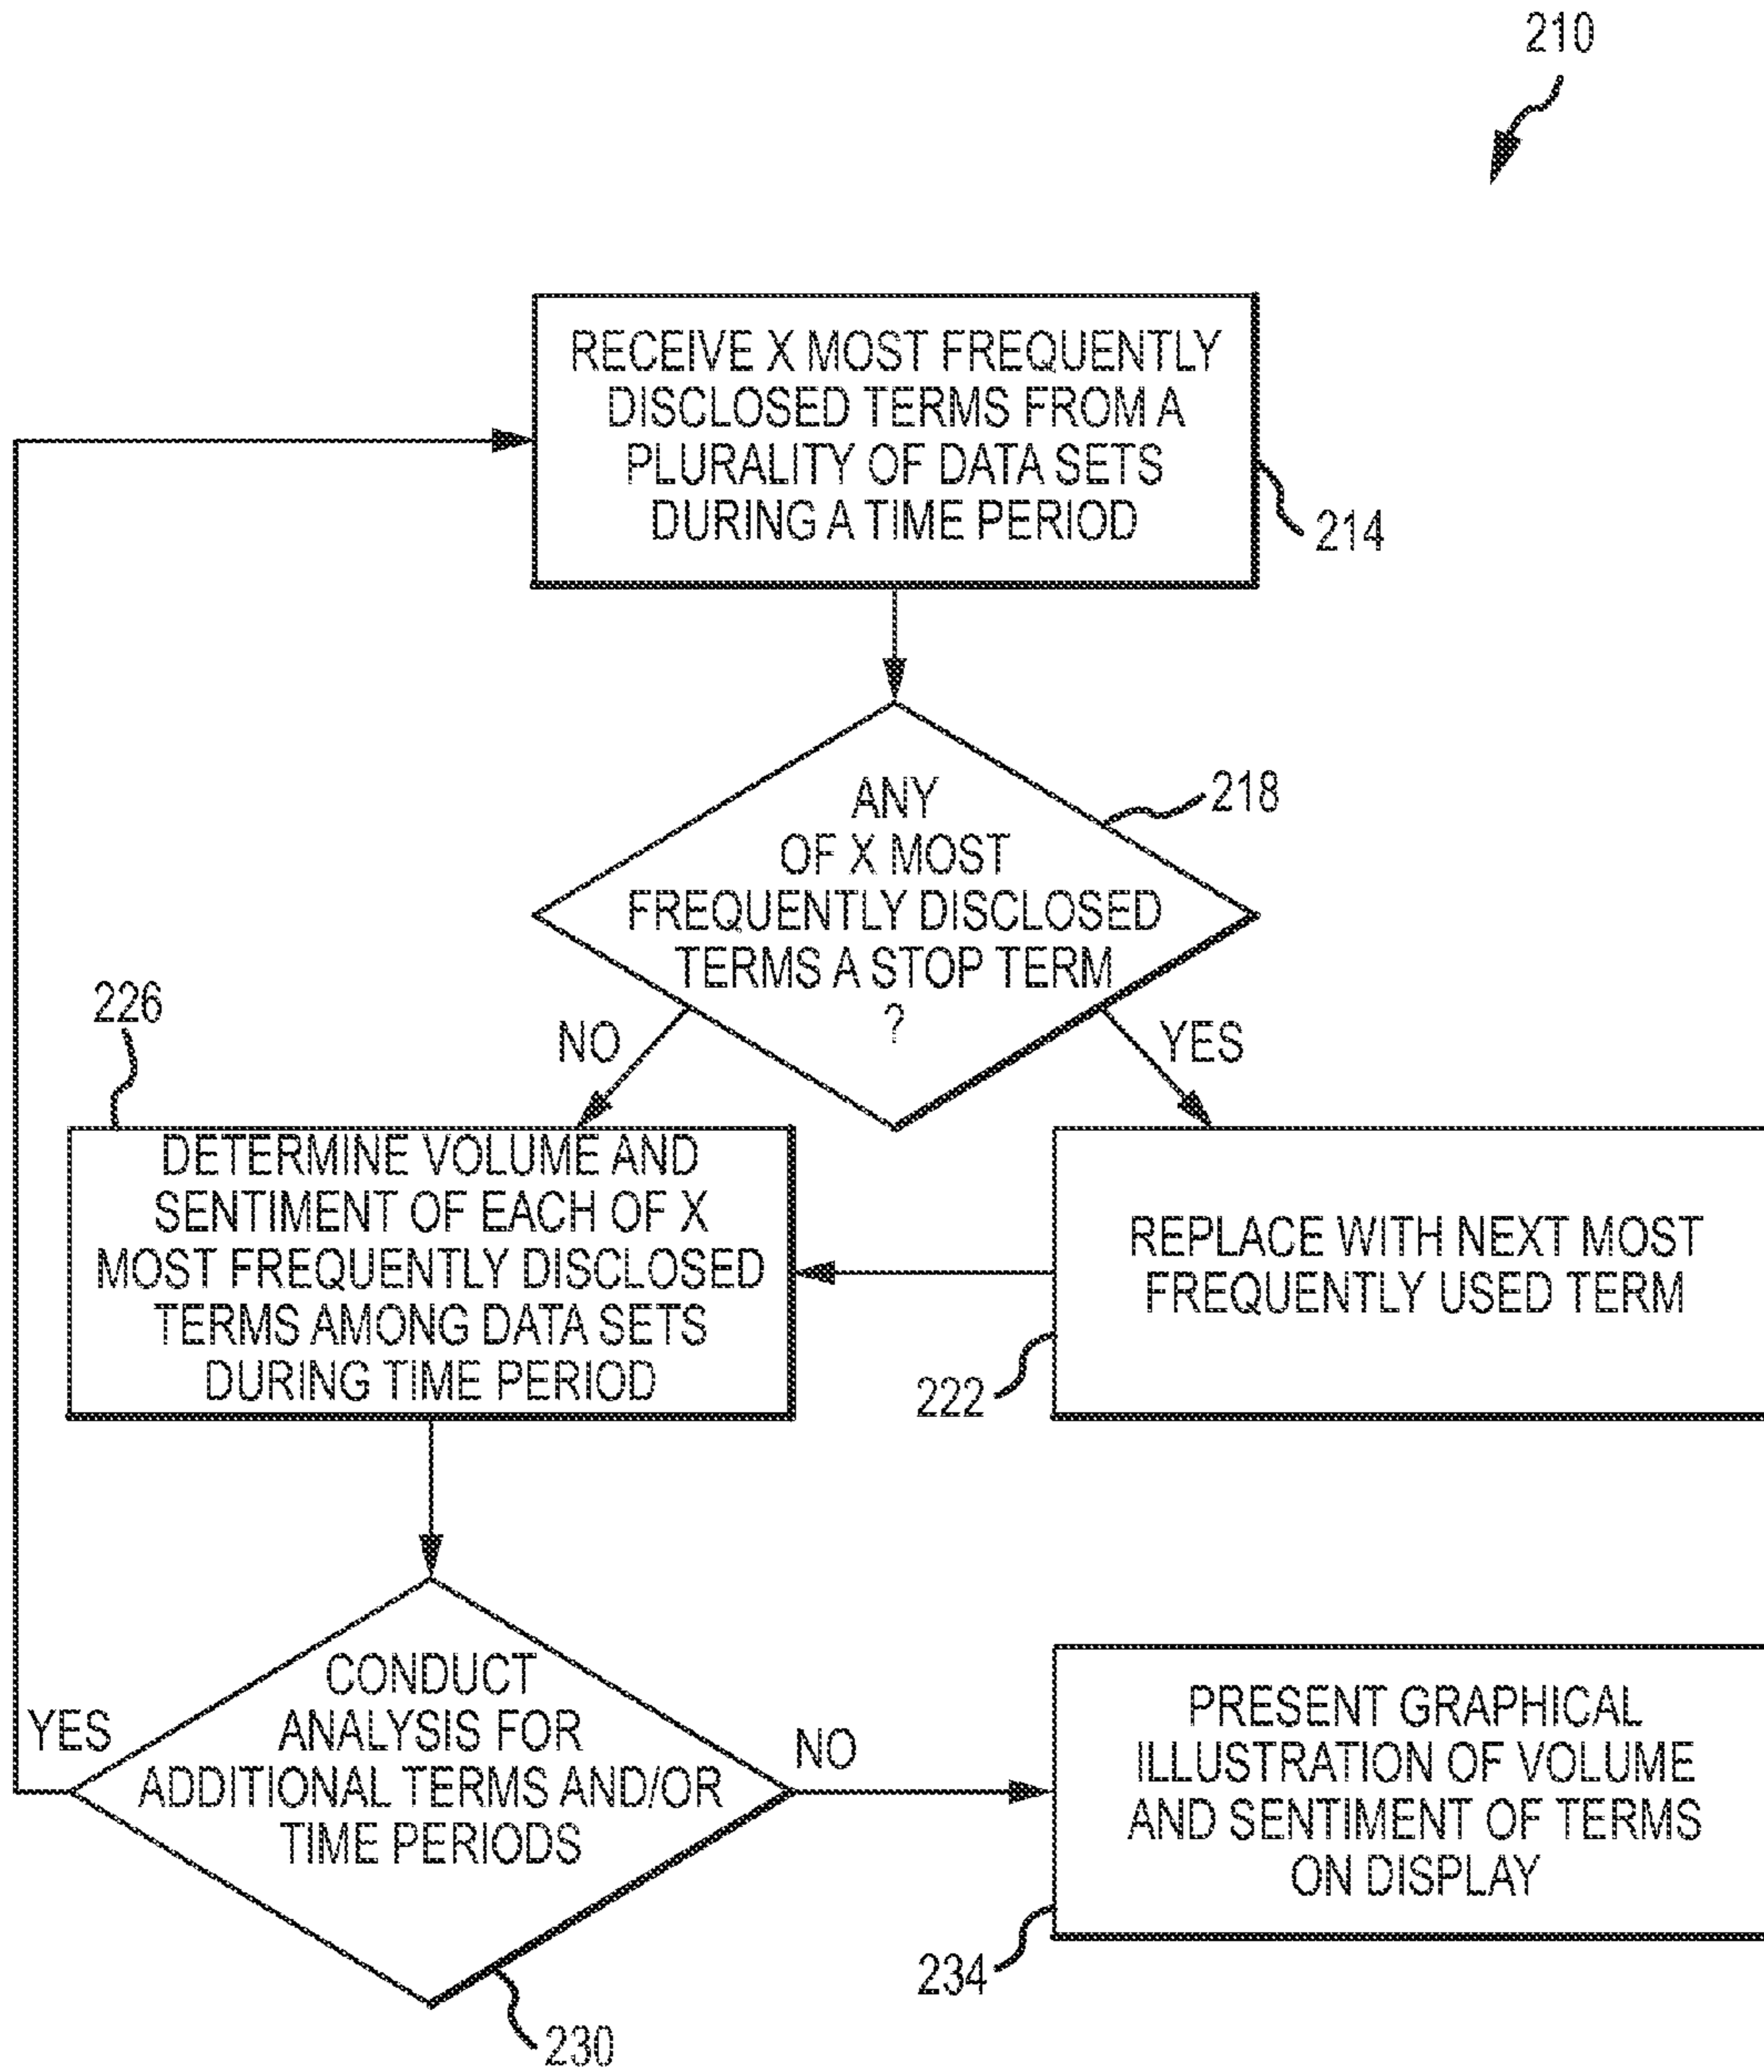 210
RECEIVE X MOST FREQUENTLY
DISCLOSED TERMS FROM A
PLURALITY OF DATA SETS
DURING A TIME PERIOD
214
ANY
OF X MOST
FREQUENTLY DISCLOSED
TERMS A STOP TERM
?
218
NO
YES
226
DETERMINE VOLUME AND
SENTIMENT OF EACH OF X
MOST FREQUENTLY DISCLOSED
TERMS AMONG DATA SETS
DURING TIME PERIOD
REPLACE WITH NEXT MOST
FREQUENTLY USED TERM
222
CONDUCT
ANALYSIS FOR
ADDITIONAL TERMS AND/OR
TIME PERIODS
YES
NO
230
PRESENT GRAPHICAL
ILLUSTRATION OF VOLUME
AND SENTIMENT OF TERMS
ON DISPLAY
234